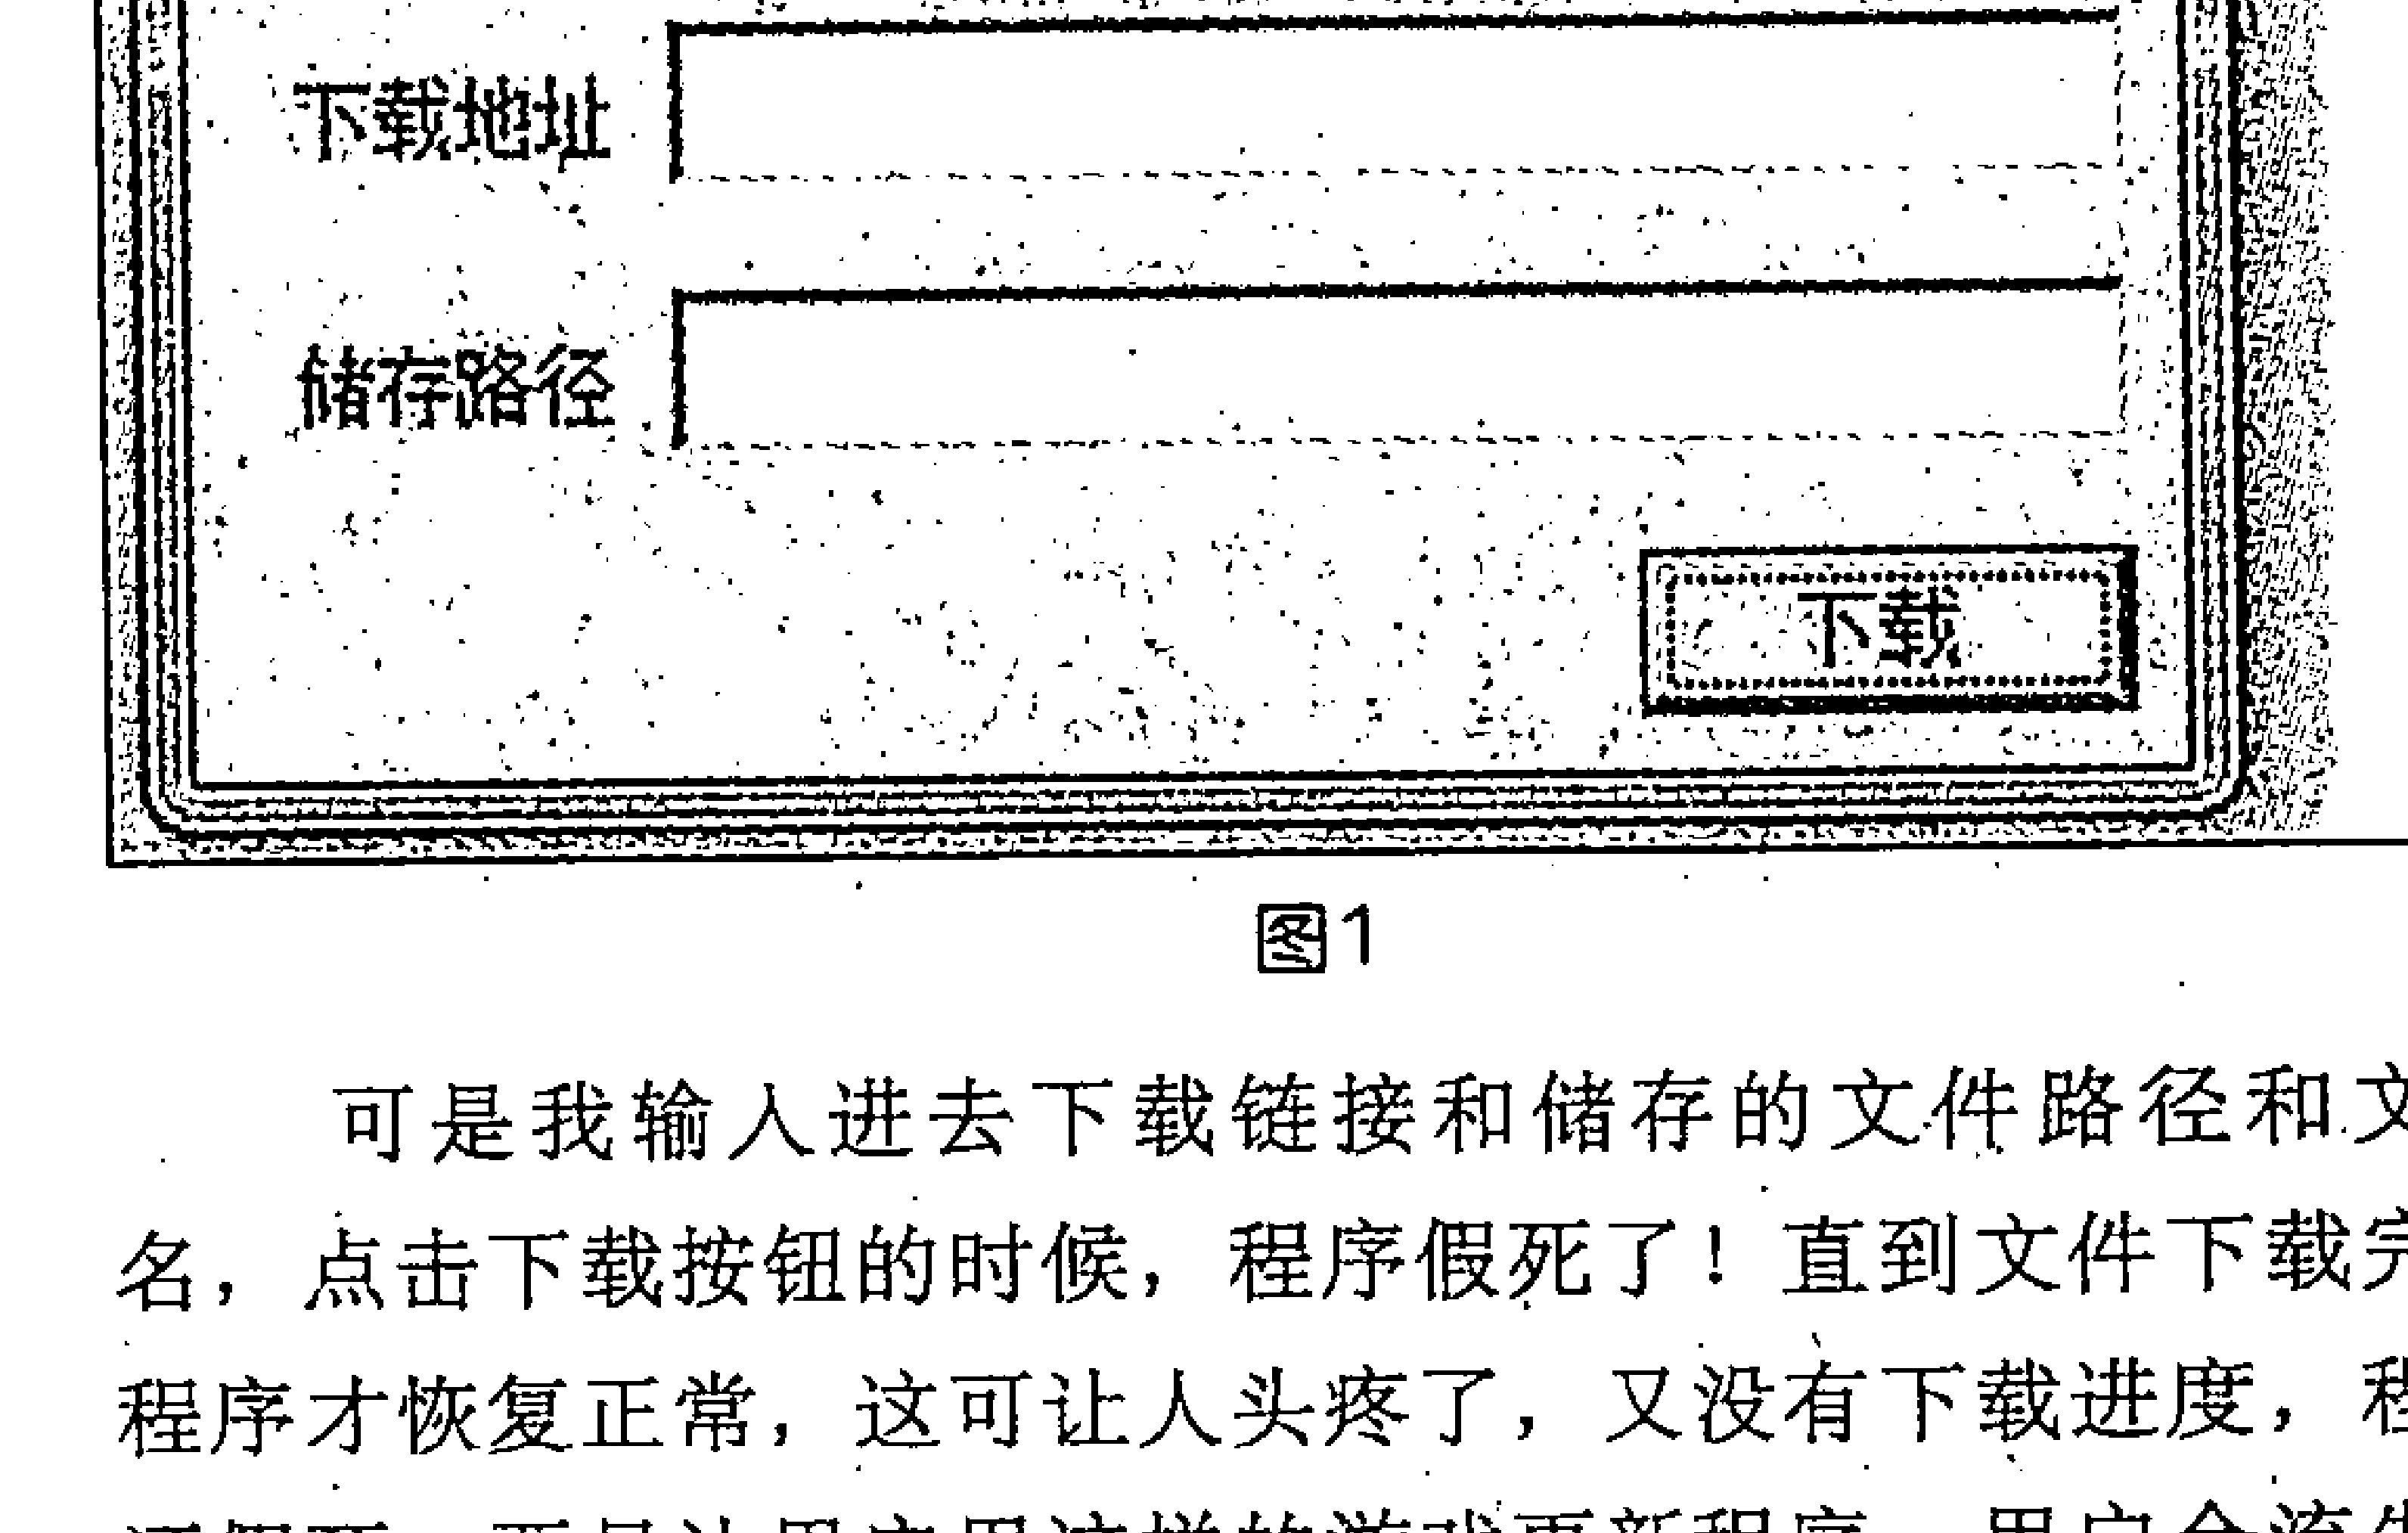 下载地址
储存路径
下载
图1
可是我输入进去下载链接和储存的文件路径和文
名，点击下载按钮的时候，程序假死了！直到文件下载完
程序才恢复正常，这可让人头疼了，又没有下载进度，程